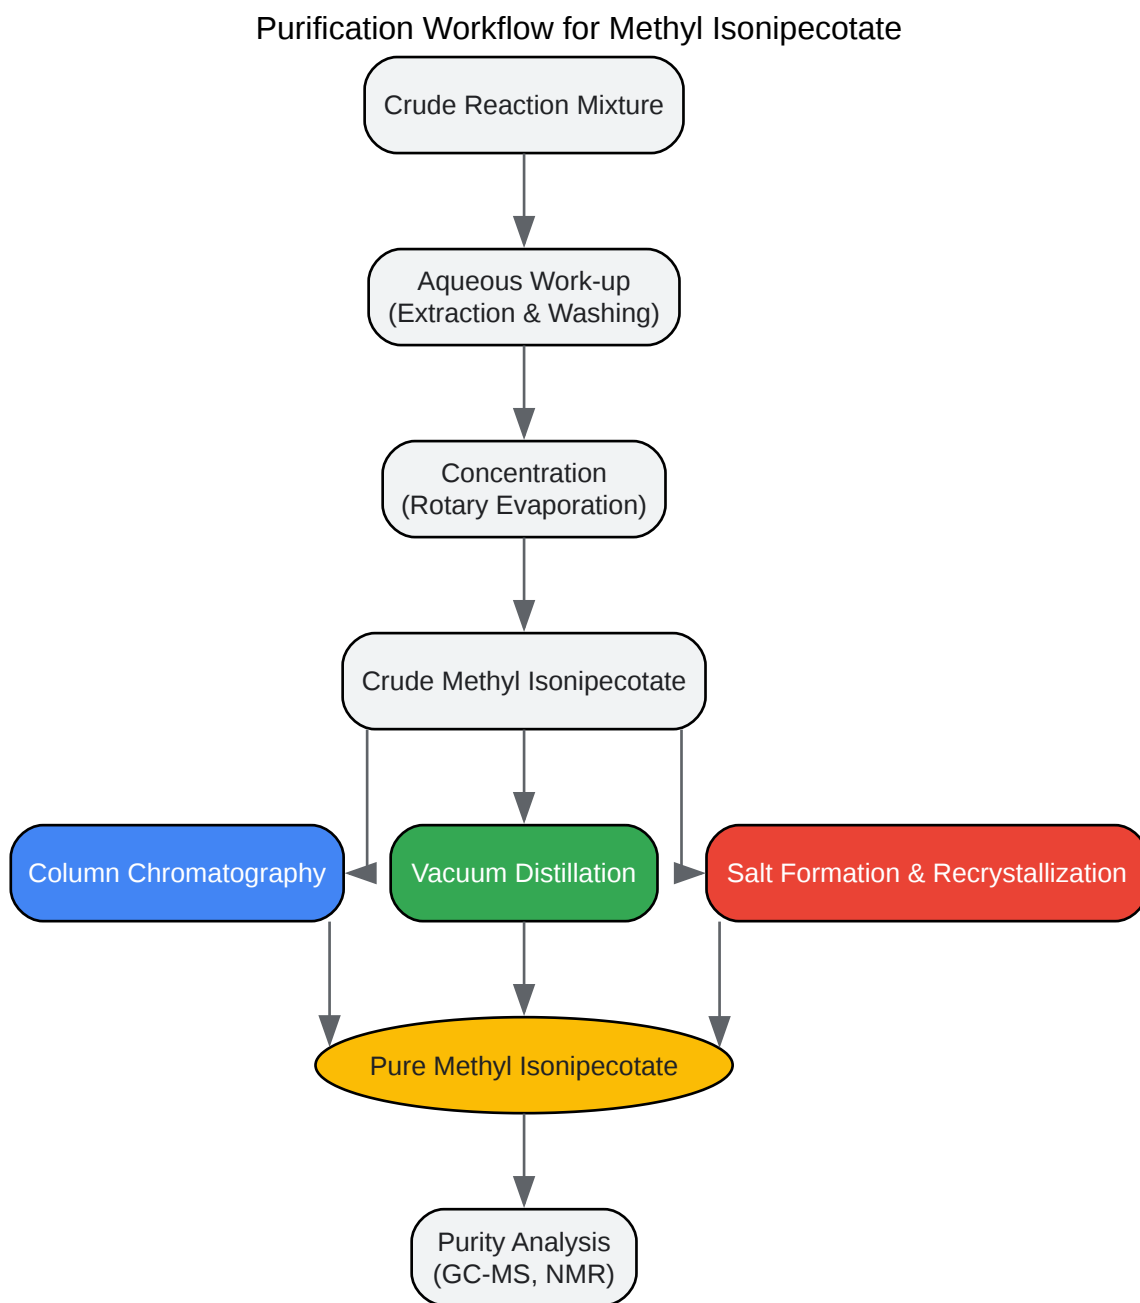 Purification Workflow for Methyl Isonipecotate
Crude Reaction Mixture
Aqueous Work-up
(Extraction & Washing)
Concentration
(Rotary Evaporation)
Crude Methyl Isonipecotate
Column Chromatography
Vacuum Distillation
Salt Formation & Recrystallization
Pure Methyl Isonipecotate
Purity Analysis
(GC-MS, NMR)